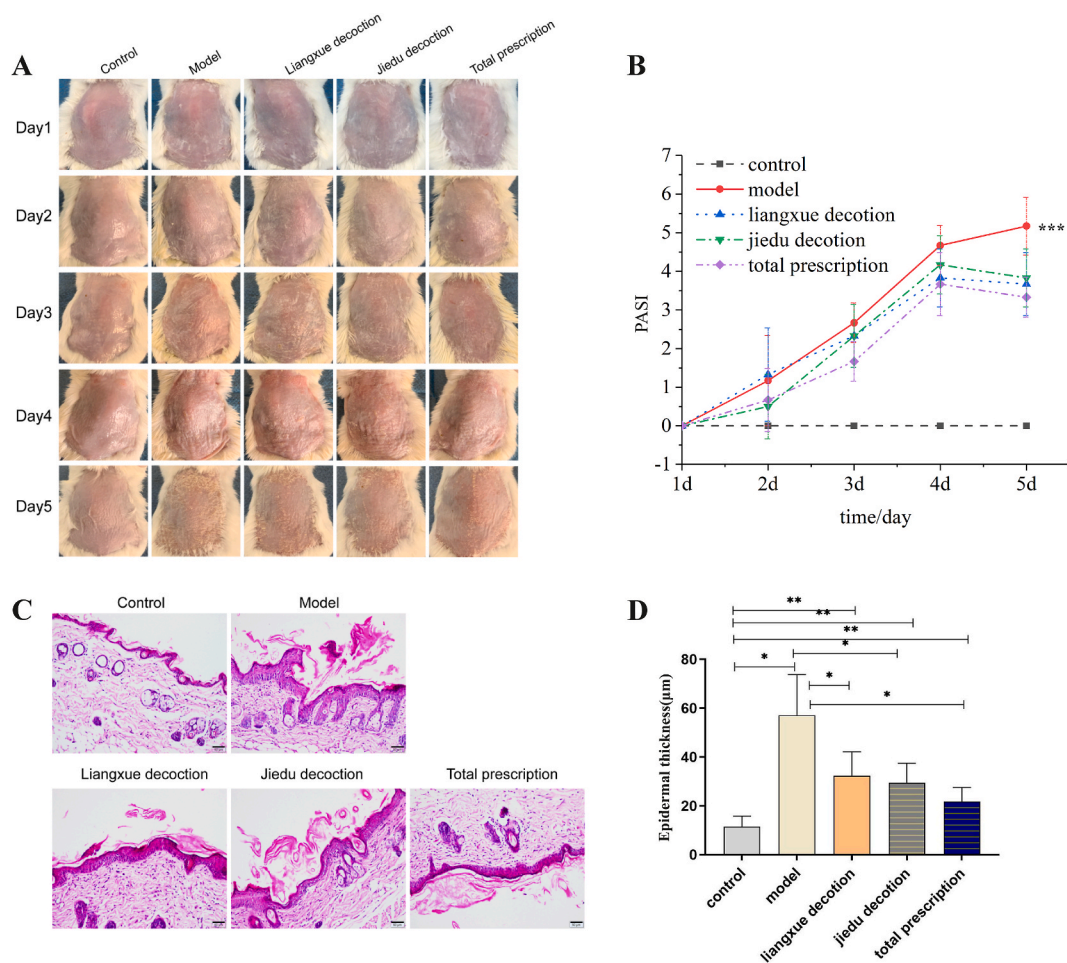 A
Control
Model
Liangxue decoction
Jiedu decoction
Total prescription
Day1
Day2
Day3
Day4
Day5
B
control
model
liangxue decotion
jiedu decotion
total prescription
7
6
5
4
3
2
1
0
-1
PASI
***
1d 2d 3d 4d 5d
time/day
C
Control
Model
Liangxue decoction
Jiedu decoction
Total prescription
D
**
**
**
*
*
*
*
80
60
40
20
0
Epidermal thickness(μm)
control
model
liangxue decotion
jiedu decotion
total prescription